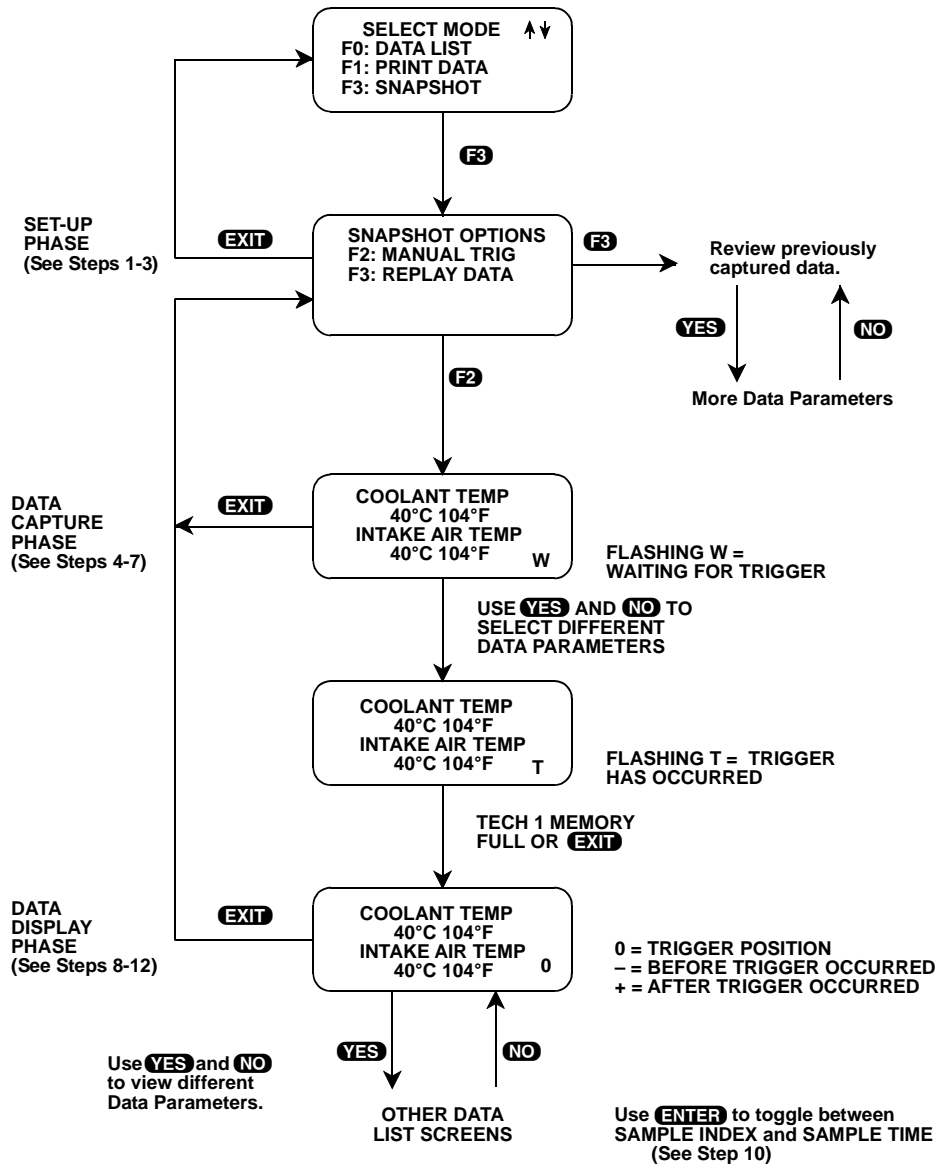 SELECT MODE
F0: DATA LIST
F1: PRINT DATA
F3: SNAPSHOT
F3
SET-UP
PHASE
(See Steps 1-3)
EXIT
SNAPSHOT OPTIONS
F2: MANUAL TRIG
F3: REPLAY DATA
F3
Review previously
captured data.
YES
NO
More Data Parameters
F2
DATA
CAPTURE
PHASE
(See Steps 4-7)
EXIT
COOLANT TEMP
40°C 104°F
INTAKE AIR TEMP
40°C 104°F W
FLASHING W =
WAITING FOR TRIGGER
USE YES AND NO TO
SELECT DIFFERENT
DATA PARAMETERS
COOLANT TEMP
40°C 104°F
INTAKE AIR TEMP
40°C 104°F T
FLASHING T = TRIGGER
HAS OCCURRED
TECH 1 MEMORY
FULL OR EXIT
DATA
DISPLAY
PHASE
(See Steps 8-12)
EXIT
COOLANT TEMP
40°C 104°F
INTAKE AIR TEMP
40°C 104°F 0
0 = TRIGGER POSITION
– = BEFORE TRIGGER OCCURRED
+ = AFTER TRIGGER OCCURRED
Use YES and NO
to view different
Data Parameters.
YES
NO
OTHER DATA
LIST SCREENS
Use ENTER to toggle between
SAMPLE INDEX and SAMPLE TIME
(See Step 10)